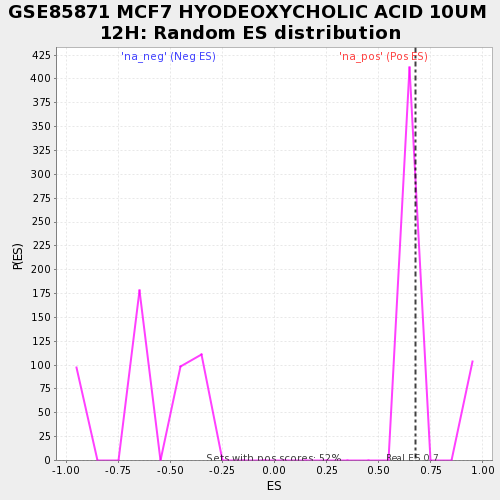 GSE85871 MCF7 HYODEOXYCHOLIC ACID 10UM
12H: Random ES distribution
'na_neg' (Neg ES) 'na_pos' (Pos ES)
P(ES)
425
400
375
350
325
300
275
250
225
200
175
150
125
100
75
50
25
0
Sets with pos scores: 52% Real ES 0.7
-1.00 -0.75 -0.50 -0.25 0.00 0.25 0.50 0.75 1.00
ES